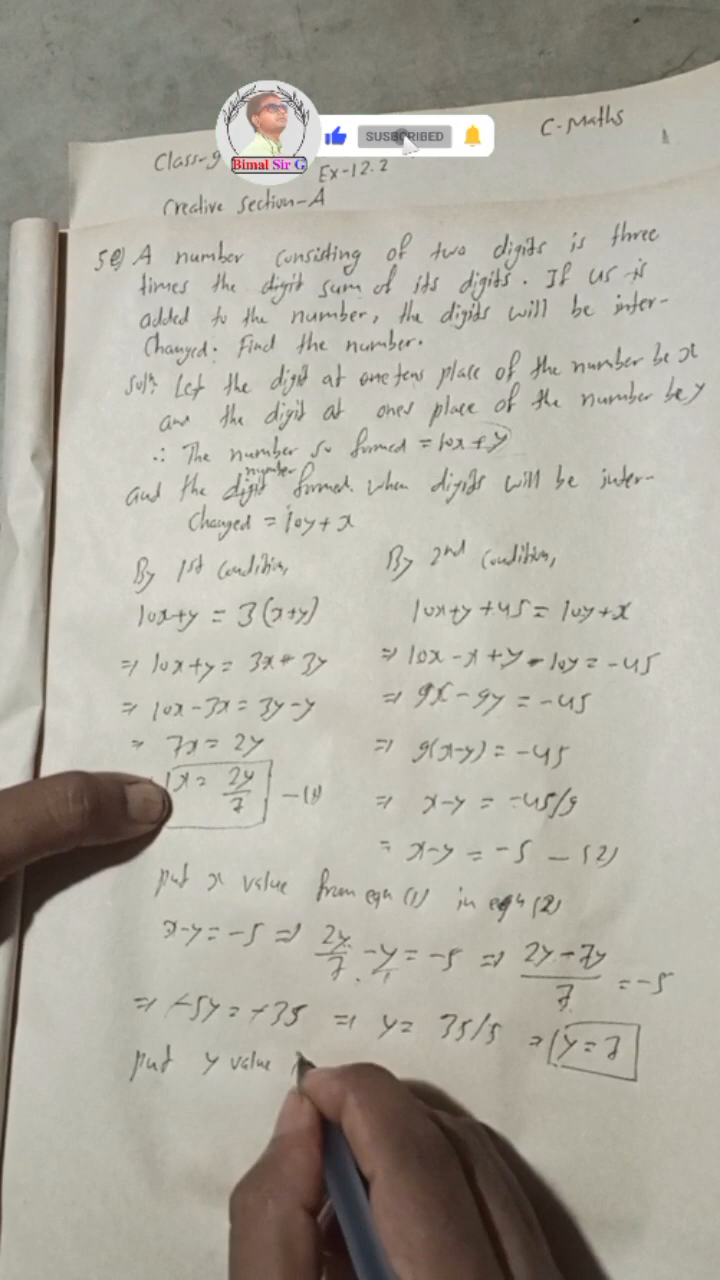 C. Maths
Class-9
Bimal Sir G
SUBSCRIBED
Ex-12.2
Creative Section-A
5e) A number consisting of two digits is three
times the digit sum of its digits. If 45 is
added to the number, the digits will be inter-
changed. Find the number.
Solⁿ: Let the digit at one tens place of the number be x
and the digit at ones place of the number be y
∴ The number so formed = 10x+y
number
and the digit formed when digits will be inter-
changed = 10y+x
By 1st condition,
10x+y = 3(x+y)
⇒ 10x+y = 3x+3y
⇒ 10x-3x = 3y-y
= 7x = 2y
x = 2y/7 -(1)
By 2nd condition,
10x+y+45 = 10y+x
⇒ 10x-x+y-10y = -45
⇒ 9x-9y = -45
⇒ 9(x-y) = -45
⇒ x-y = -45/9
= x-y = -5 -(2)
put x value from eqn (1) in eqn (2)
x-y = -5 ⇒ 2y/7 - y/1 = -5 ⇒ (2y-7y)/7 = -5
⇒ +5y = +35 ⇒ y = 35/5 ⇒ y = 7
put y value